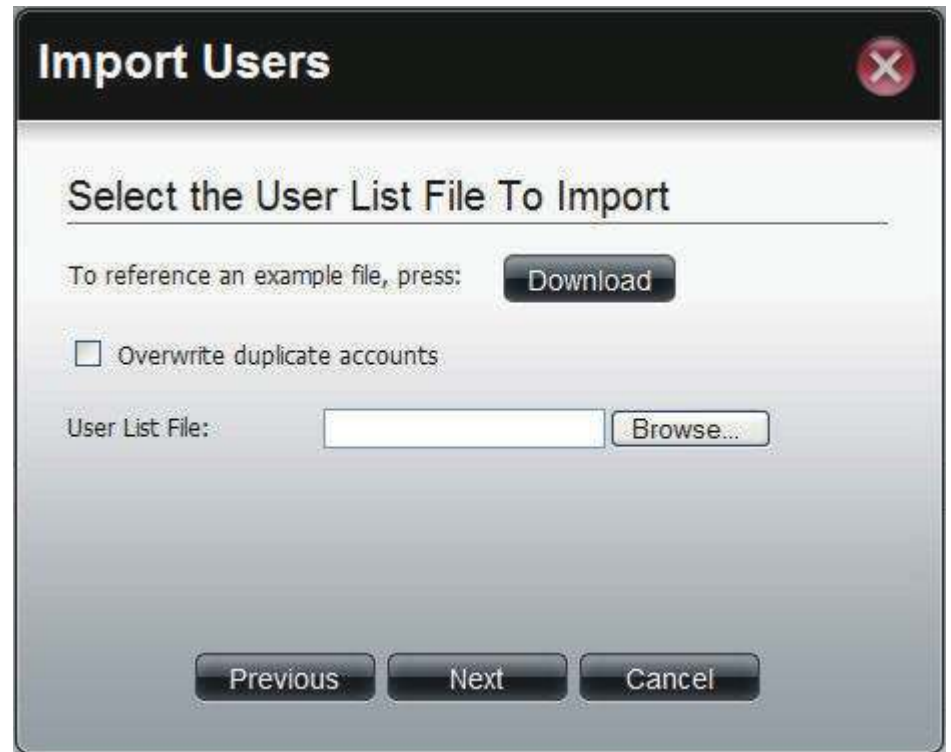 Import Users
Select the User List File To Import
To reference an example file, press: Download
Overwrite duplicate accounts
User List File: Browse...
Previous Next Cancel